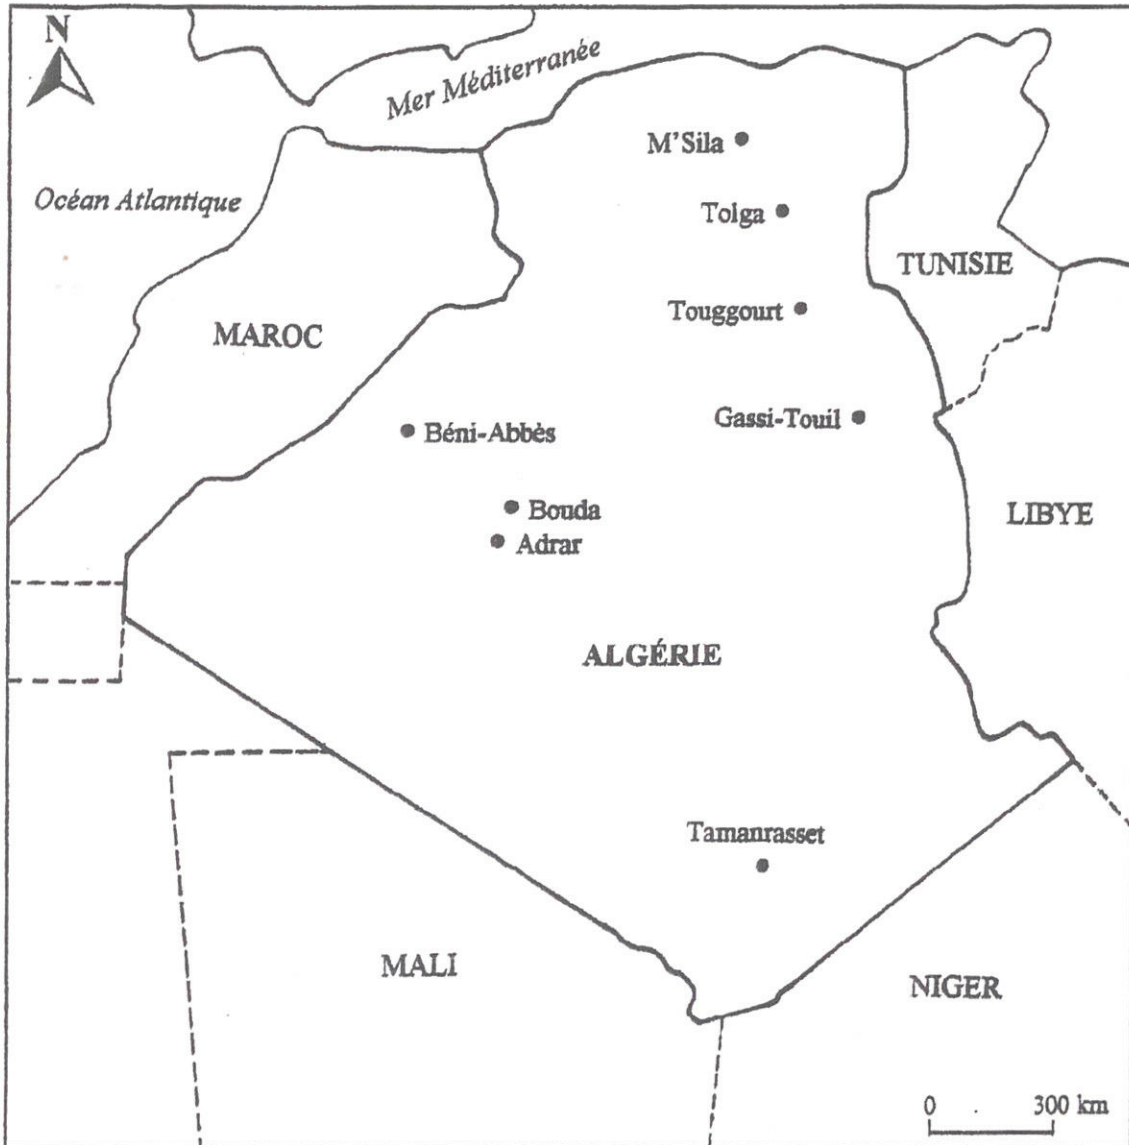 N
Mer Méditerranée
M'Sila
Océan Atlantique
Tolga
TUNISIE
Touggourt
MAROC
Gassi-Touil
Béni-Abbès
Bouda
LIBYE
Adrar
ALGÉRIE
Tamanrasset
MALI
NIGER
0 300 km